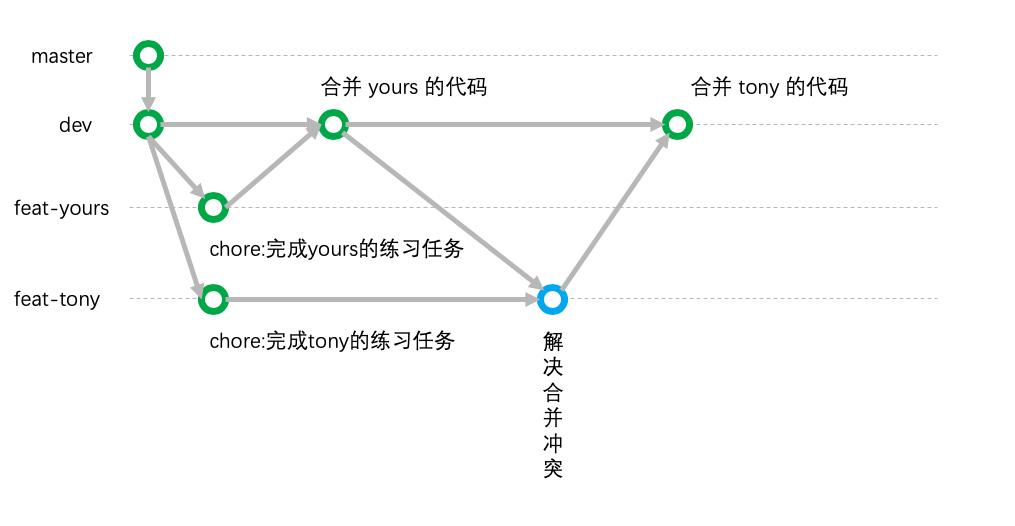 master
合并 yours 的代码
合并 tony 的代码
dev
feat-yours
chore:完成yours的练习任务
feat-tony
chore:完成tony的练习任务
解
决
合
并
冲
突